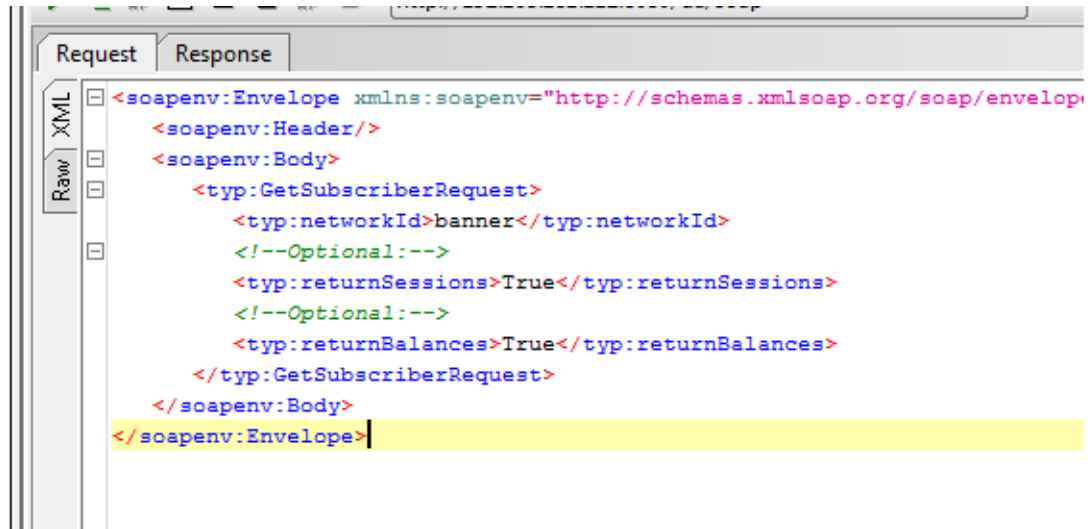 Request Response
XML
Raw
<soapenv:Envelope xmlns:soapenv="http://schemas.xmlsoap.org/soap/envelope
<soapenv:Header/>
<soapenv:Body>
<typ:GetSubscriberRequest>
<typ:networkId>banner</typ:networkId>
<!--Optional:-->
<typ:returnSessions>True</typ:returnSessions>
<!--Optional:-->
<typ:returnBalances>True</typ:returnBalances>
</typ:GetSubscriberRequest>
</soapenv:Body>
</soapenv:Envelope>